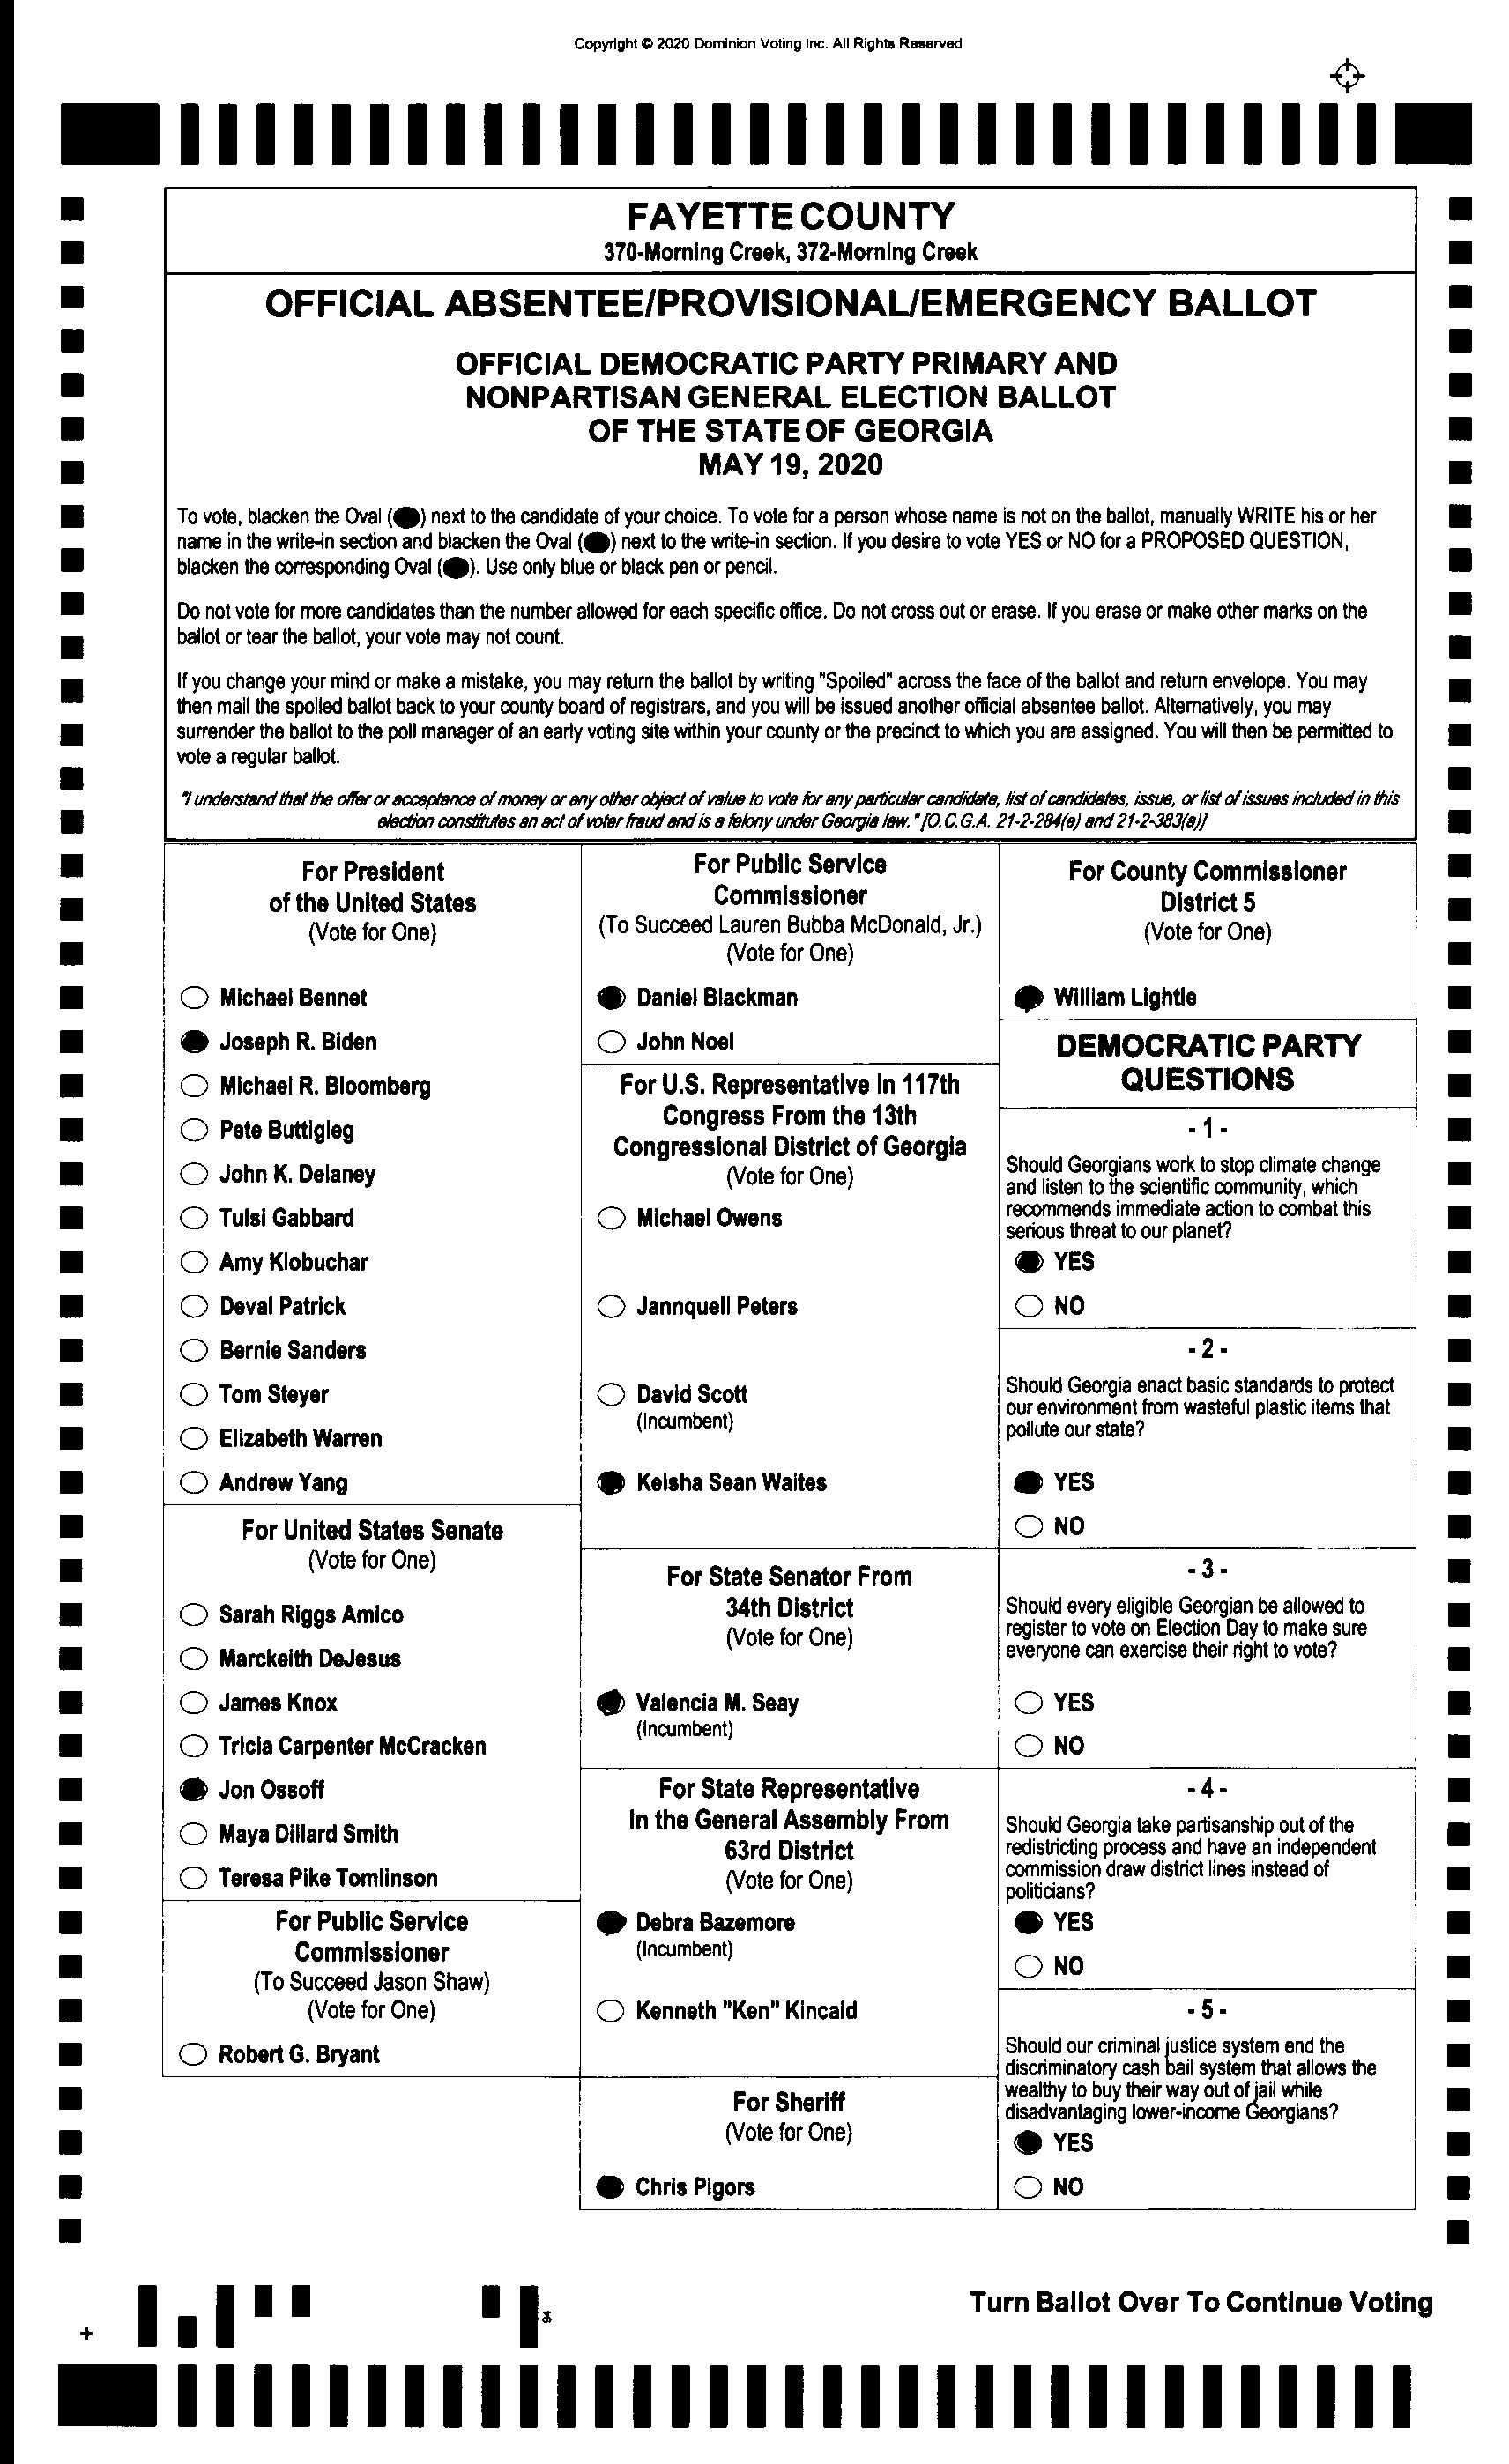 Copyright © 2020 Dominion Voting Inc. All Rights Reserved
FAYETTE COUNTY
370-Morning Creek, 372-Morning Creek
OFFICIAL ABSENTEE/PROVISIONAL/EMERGENCY BALLOT
OFFICIAL DEMOCRATIC PARTY PRIMARY AND
NONPARTISAN GENERAL ELECTION BALLOT
OF THE STATE OF GEORGIA
MAY 19, 2020
To vote, blacken the Oval ( ) next to the candidate of your choice. To vote for a person whose name is not on the ballot, manually WRITE his or her
name in the write-in section and blacken the Oval ( ) next to the write-in section. If you desire to vote YES or NO for a PROPOSED QUESTION,
blacken the corresponding Oval ( ). Use only blue or black pen or pencil.
Do not vote for more candidates than the number allowed for each specific office. Do not cross out or erase. If you erase or make other marks on the
ballot or tear the ballot, your vote may not count.
If you change your mind or make a mistake, you may return the ballot by writing "Spoiled" across the face of the ballot and return envelope. You may
then mail the spoiled ballot back to your county board of registrars, and you will be issued another official absentee ballot. Alternatively, you may
surrender the ballot to the poll manager of an early voting site within your county or the precinct to which you are assigned. You will then be permitted to
vote a regular ballot.
"I understand that the offer or acceptance of money or any other object of value to vote for any particular candidate, list of candidates, issue, or list of issues included in this
election constitutes an act of voter fraud and is a felony under Georgia law." [O.C.G.A. 21-2-284(e) and 21-2-383(a)]
For President
of the United States
(Vote for One)
Michael Bennet
Joseph R. Biden
Michael R. Bloomberg
Pete Buttigieg
John K. Delaney
Tulsi Gabbard
Amy Klobuchar
Deval Patrick
Bernie Sanders
Tom Steyer
Elizabeth Warren
Andrew Yang
For United States Senate
(Vote for One)
Sarah Riggs Amico
Marckeith DeJesus
James Knox
Tricia Carpenter McCracken
Jon Ossoff
Maya Dillard Smith
Teresa Pike Tomlinson
For Public Service
Commissioner
(To Succeed Jason Shaw)
(Vote for One)
Robert G. Bryant
For Public Service
Commissioner
(To Succeed Lauren Bubba McDonald, Jr.)
(Vote for One)
Daniel Blackman
John Noel
For U.S. Representative in 117th
Congress From the 13th
Congressional District of Georgia
(Vote for One)
Michael Owens
Jannquell Peters
David Scott
(Incumbent)
Keisha Sean Waites
For State Senator From
34th District
(Vote for One)
Valencia M. Seay
(Incumbent)
For State Representative
In the General Assembly From
63rd District
(Vote for One)
Debra Bazemore
(Incumbent)
Kenneth "Ken" Kincaid
For Sheriff
(Vote for One)
Chris Pigors
For County Commissioner
District 5
(Vote for One)
William Lightle
DEMOCRATIC PARTY
QUESTIONS
- 1 -
Should Georgians work to stop climate change
and listen to the scientific community, which
recommends immediate action to combat this
serious threat to our planet?
YES
NO
- 2 -
Should Georgia enact basic standards to protect
our environment from wasteful plastic items that
pollute our state?
YES
NO
- 3 -
Should every eligible Georgian be allowed to
register to vote on Election Day to make sure
everyone can exercise their right to vote?
YES
NO
- 4 -
Should Georgia take partisanship out of the
redistricting process and have an independent
commission draw district lines instead of
politicians?
YES
NO
- 5 -
Should our criminal justice system end the
discriminatory cash bail system that allows the
wealthy to buy their way out of jail while
disadvantaging lower-income Georgians?
YES
NO
Turn Ballot Over To Continue Voting